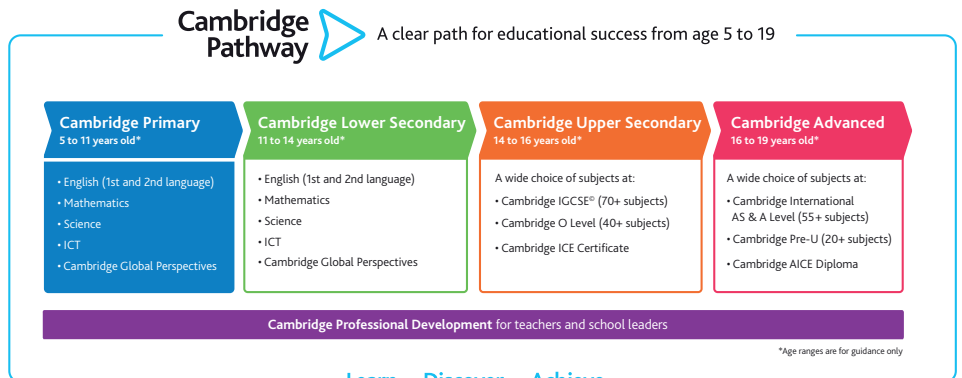 Cambridge
Pathway
A clear path for educational success from age 5 to 19
Cambridge Primary
5 to 11 years old*
• English (1st and 2nd language)
• Mathematics
• Science
• ICT
• Cambridge Global Perspectives
Cambridge Lower Secondary
11 to 14 years old*
• English (1st and 2nd language)
• Mathematics
• Science
• ICT
• Cambridge Global Perspectives
Cambridge Upper Secondary
14 to 16 years old*
A wide choice of subjects at:
• Cambridge IGCSE© (70+ subjects)
• Cambridge O Level (40+ subjects)
• Cambridge ICE Certificate
Cambridge Advanced
16 to 19 years old*
A wide choice of subjects at:
• Cambridge International
AS & A Level (55+ subjects)
• Cambridge Pre-U (20+ subjects)
• Cambridge AICE Diploma
Cambridge Professional Development for teachers and school leaders
*Age ranges are for guidance only
Learn Discover Achieve